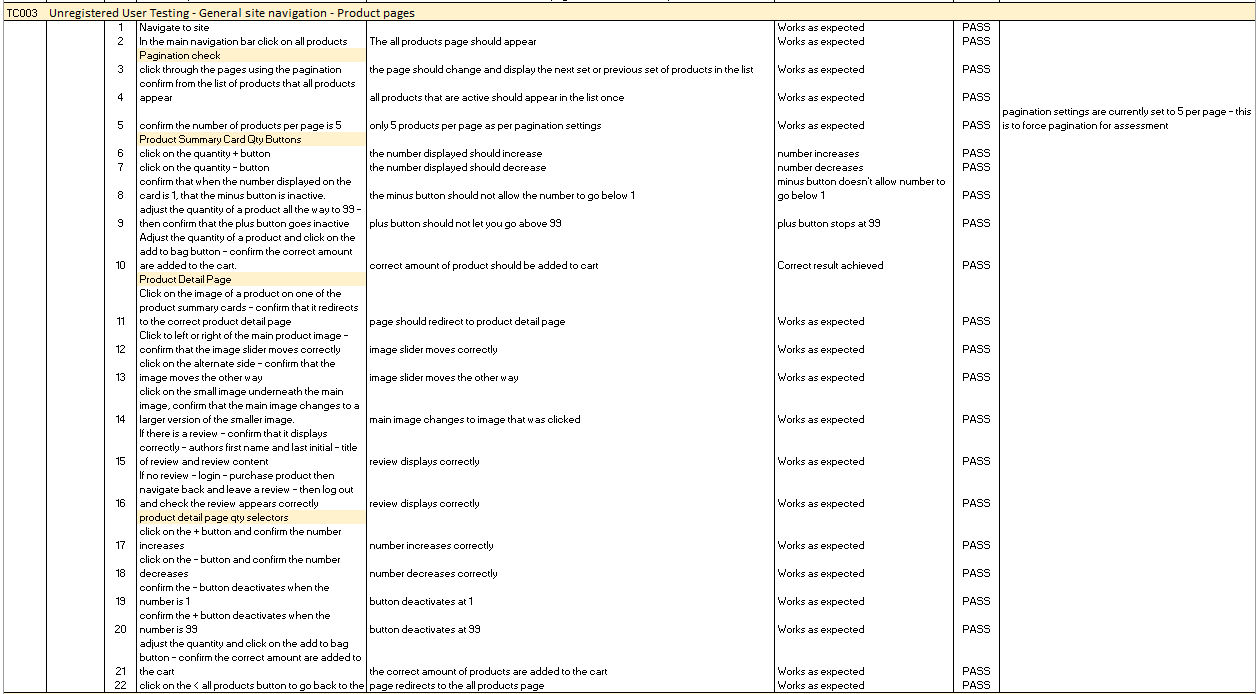 TC003 Unregistered User Testing - General site navigation - Product pages
1 Navigate to site Works as expected PASS
2 In the main navigation bar click on all products The all products page should appear Works as expected PASS
Pagination check
3 click through the pages using the pagination the page should change and display the next set or previous set of products in the list Works as expected PASS
confirm from the list of products that all products
4 appear all products that are active should appear in the list once Works as expected PASS
pagination settings are currently set to 5 per page - this
5 confirm the number of products per page is 5 only 5 products per page as per pagination settings Works as expected PASS is to force pagination for assessment
Product Summary Card Qty Buttons
6 click on the quantity + button the number displayed should increase number increases PASS
7 click on the quantity - button the number displayed should decrease number decreases PASS
confirm that when the number displayed on the minus button doesn't allow number to
8 card is 1, that the minus button is inactive. the minus button should not allow the number to go below 1 go below 1 PASS
adjust the quantity of a product all the way to 99 -
9 then confirm that the plus button goes inactive plus button should not let you go above 99 plus button stops at 99 PASS
Adjust the quantity of a product and click on the
add to bag button - confirm the correct amount
10 are added to the cart. correct amount of product should be added to cart Correct result achieved PASS
Product Detail Page
Click on the image of a product on one of the
product summary cards - confirm that it redirects
11 to the correct product detail page page should redirect to product detail page Works as expected PASS
Click to left or right of the main product image -
12 confirm that the image slider moves correctly image slider moves correctly Works as expected PASS
click on the alternate side - confirm that the
13 image moves the other way image slider moves the other way Works as expected PASS
click on the small image underneath the main
image, confirm that the main image changes to a
14 larger version of the smaller image. main image changes to image that was clicked Works as expected PASS
If there is a review - confirm that it displays
correctly - authors first name and last initial - title
15 of review and review content review displays correctly Works as expected PASS
If no review - login - purchase product then
navigate back and leave a review - then log out
16 and check the review appears correctly review displays correctly Works as expected PASS
product detail page qty selectors
click on the + button and confirm the number
17 increases number increases correctly Works as expected PASS
click on the - button and confirm the number
18 decreases number decreases correctly Works as expected PASS
confirm the - button deactivates when the
19 number is 1 button deactivates at 1 Works as expected PASS
confirm the + button deactivates when the
20 number is 99 button deactivates at 99 Works as expected PASS
adjust the quantity and click on the add to bag
button - confirm the correct amount are added to
21 the cart the correct amount of products are added to the cart Works as expected PASS
22 click on the < all products button to go back to the page redirects to the all products page Works as expected PASS